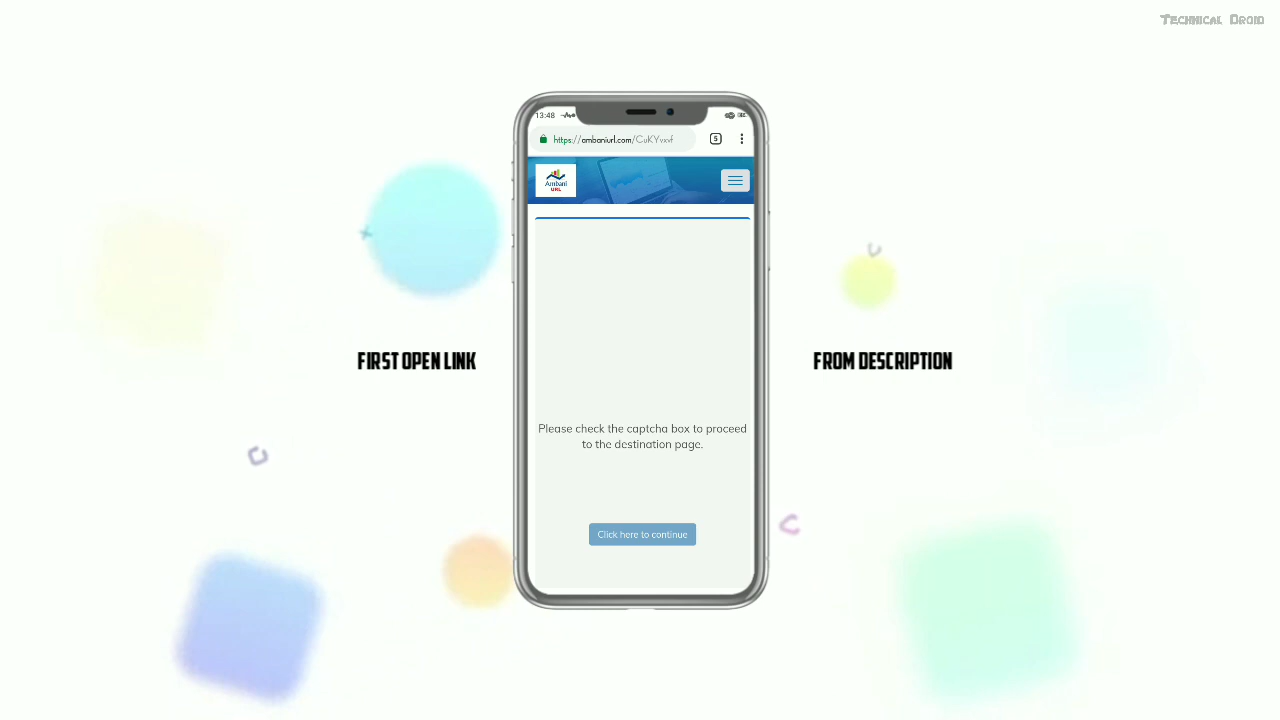 Technical Droid
13:48
https://ambaniurl.com/CuKYvxvf
5
Ambani
URL
FIRST OPEN LINK
FROM DESCRIPTION
Please check the captcha box to proceed
to the destination page.
Click here to continue